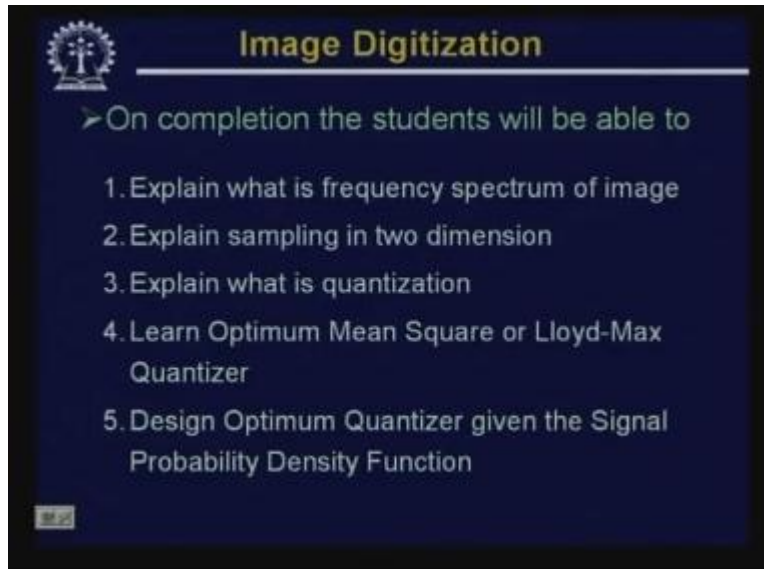 Image Digitization
➢On completion the students will be able to
1. Explain what is frequency spectrum of image
2. Explain sampling in two dimension
3. Explain what is quantization
4. Learn Optimum Mean Square or Lloyd-Max
Quantizer
5. Design Optimum Quantizer given the Signal
Probability Density Function